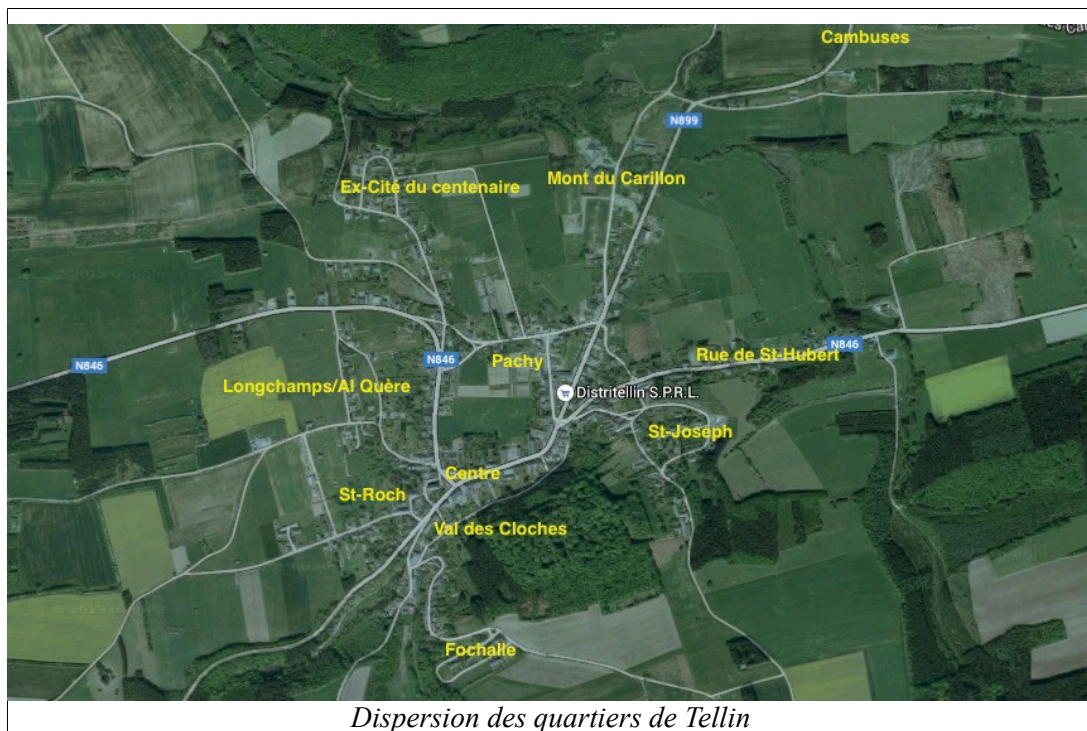 Cambuses
N899
Mont du Carillon
Ex-Cité du centenaire
N846
Rue de St-Hubert
N846
N846
Pachy
Longchamps/Al Quère
Distritellin S.P.R.L.
St-Joseph
Centre
St-Roch
Val des Cloches
Fochalle
Dispersion des quartiers de Tellin